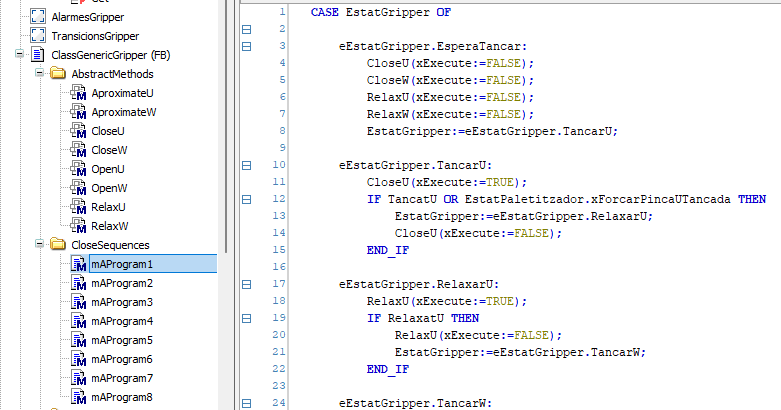 AlarmesGripper
TransicionsGripper
ClassGenericGripper (FB)
AbstractMethods
AproximateU
AproximateW
CloseU
CloseW
OpenU
OpenW
RelaxU
RelaxW
CloseSequences
mAProgram1
mAProgram2
mAProgram3
mAProgram4
mAProgram5
mAProgram6
mAProgram7
mAProgram8
1 CASE EstatGripper OF
2
3 eEstatGripper.EsperaTancar:
4 CloseU(xExecute:=FALSE);
5 CloseW(xExecute:=FALSE);
6 RelaxU(xExecute:=FALSE);
7 RelaxW(xExecute:=FALSE);
8 EstatGripper:=eEstatGripper.TancarU;
9
10 eEstatGripper.TancarU:
11 CloseU(xExecute:=TRUE);
12 IF TancatU OR EstatPaletitzador.xForcarPincaUTancada THEN
13 EstatGripper:=eEstatGripper.RelaxarU;
14 CloseU(xExecute:=FALSE);
15 END_IF
16
17 eEstatGripper.RelaxarU:
18 RelaxU(xExecute:=TRUE);
19 IF RelaxatU THEN
20 RelaxU(xExecute:=FALSE);
21 EstatGripper:=eEstatGripper.TancarW;
22 END_IF
23
24 eEstatGripper.TancarW: